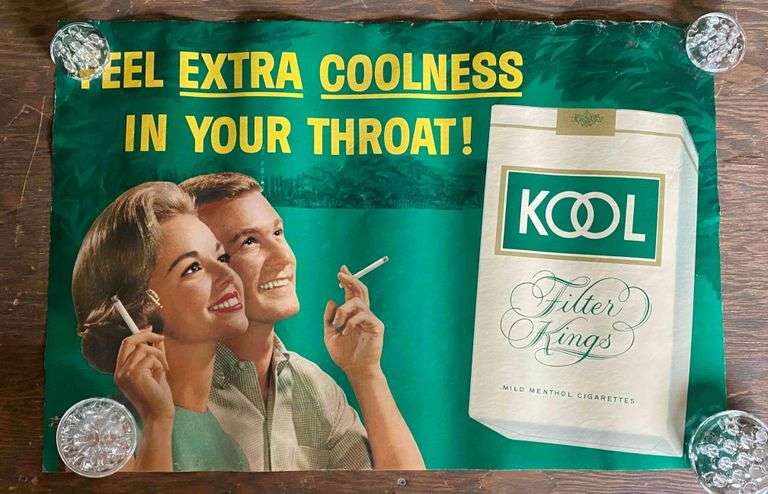 FEEL EXTRA COOLNESS
IN YOUR THROAT!
KOOL
Filter
Kings
MILD MENTHOL CIGARETTES